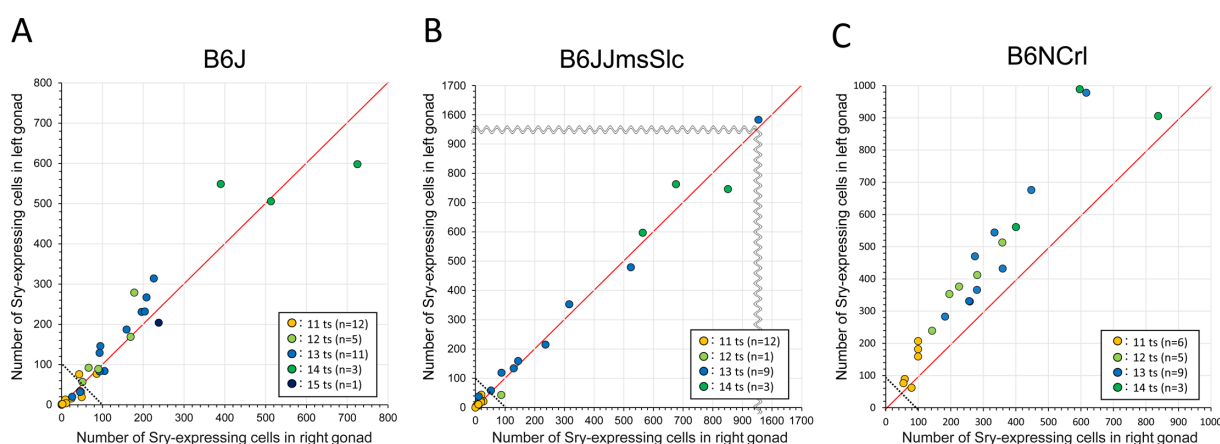 A
B6J
Number of Sry-expressing cells in left gonad
800
700
600
500
400
300
200
100
0
0 100 200 300 400 500 600 700 800
Number of Sry-expressing cells in right gonad
: 11 ts (n=12)
: 12 ts (n=5)
: 13 ts (n=11)
: 14 ts (n=3)
: 15 ts (n=1)
B
B6JJmsSlc
Number of Sry-expressing cells in left gonad
1700
1600
900
800
700
600
500
400
300
200
100
0
0 100 200 300 400 500 600 700 800 900 1600 1700
Number of Sry-expressing cells in right gonad
: 11 ts (n=12)
: 12 ts (n=1)
: 13 ts (n=9)
: 14 ts (n=3)
C
B6NCrl
Number of Sry-expressing cells in left gonad
1000
900
800
700
600
500
400
300
200
100
0
0 100 200 300 400 500 600 700 800 900 1000
Number of Sry-expressing cells in right gonad
: 11 ts (n=6)
: 12 ts (n=5)
: 13 ts (n=9)
: 14 ts (n=3)